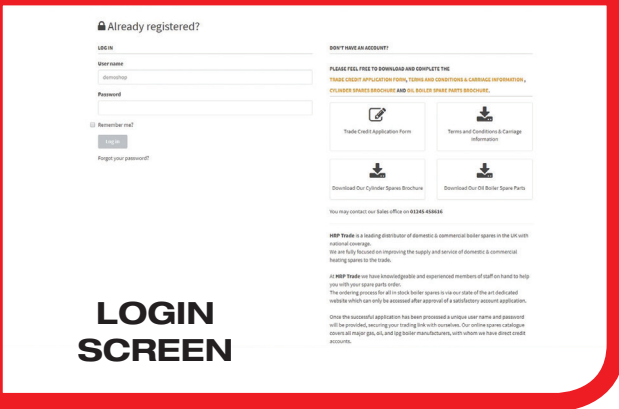 Already registered?
LOG IN
User name
demoshop
Password
Remember me?
Log in
Forgot your password?
DON'T HAVE AN ACCOUNT?
PLEASE FEEL FREE TO DOWNLOAD AND COMPLETE THE
TRADE CREDIT APPLICATION FORM, TERMS AND CONDITIONS & CARRIAGE INFORMATION ,
CYLINDER SPARES BROCHURE AND OIL BOILER SPARE PARTS BROCHURE.
Trade Credit Application Form
Terms and Conditions & Carriage
Information
Download Our Cylinder Spares Brochure
Download Our Oil Boiler Spare Parts
You may contact our Sales office on 01245 458636
HRP Trade is a leading distributor of domestic & commercial boiler spares in the UK with
national coverage.
We are fully focused on improving the supply and service of domestic & commercial
heating spares to the trade.
At HRP Trade we have knowledgeable and experienced members of staff on hand to help
you with your spare parts order.
The ordering process for all in stock boiler spares is via our state of the art dedicated
website which can only be accessed after approval of a satisfactory account application.
Once the successful application has been processed a unique user name and password
will be provided, securing your trading link with ourselves. Our online spares catalogue
covers all major gas, oil, and lpg boiler manufacturers, with whom we have direct credit
accounts.
LOGIN
SCREEN